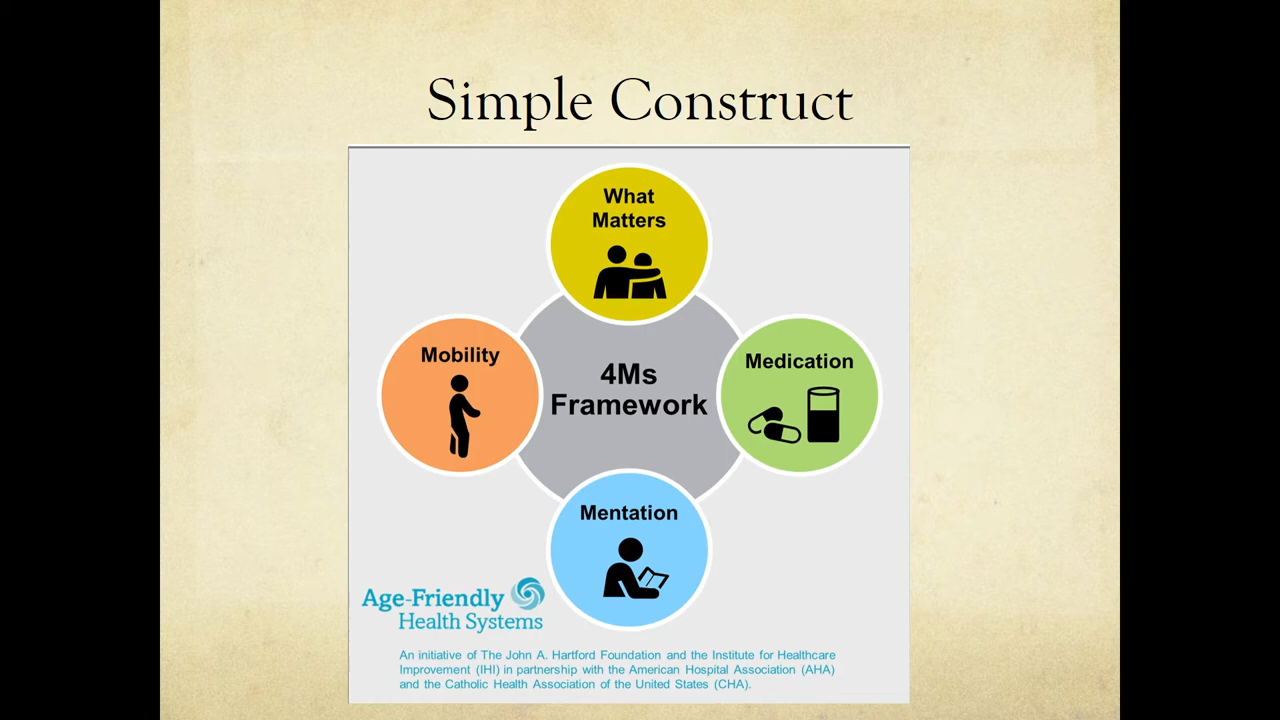 Simple Construct
What
Matters
Mobility
4Ms
Framework
Medication
Mentation
Age-Friendly
Health Systems
An initiative of The John A. Hartford Foundation and the Institute for Healthcare
Improvement (IHI) in partnership with the American Hospital Association (AHA)
and the Catholic Health Association of the United States (CHA).